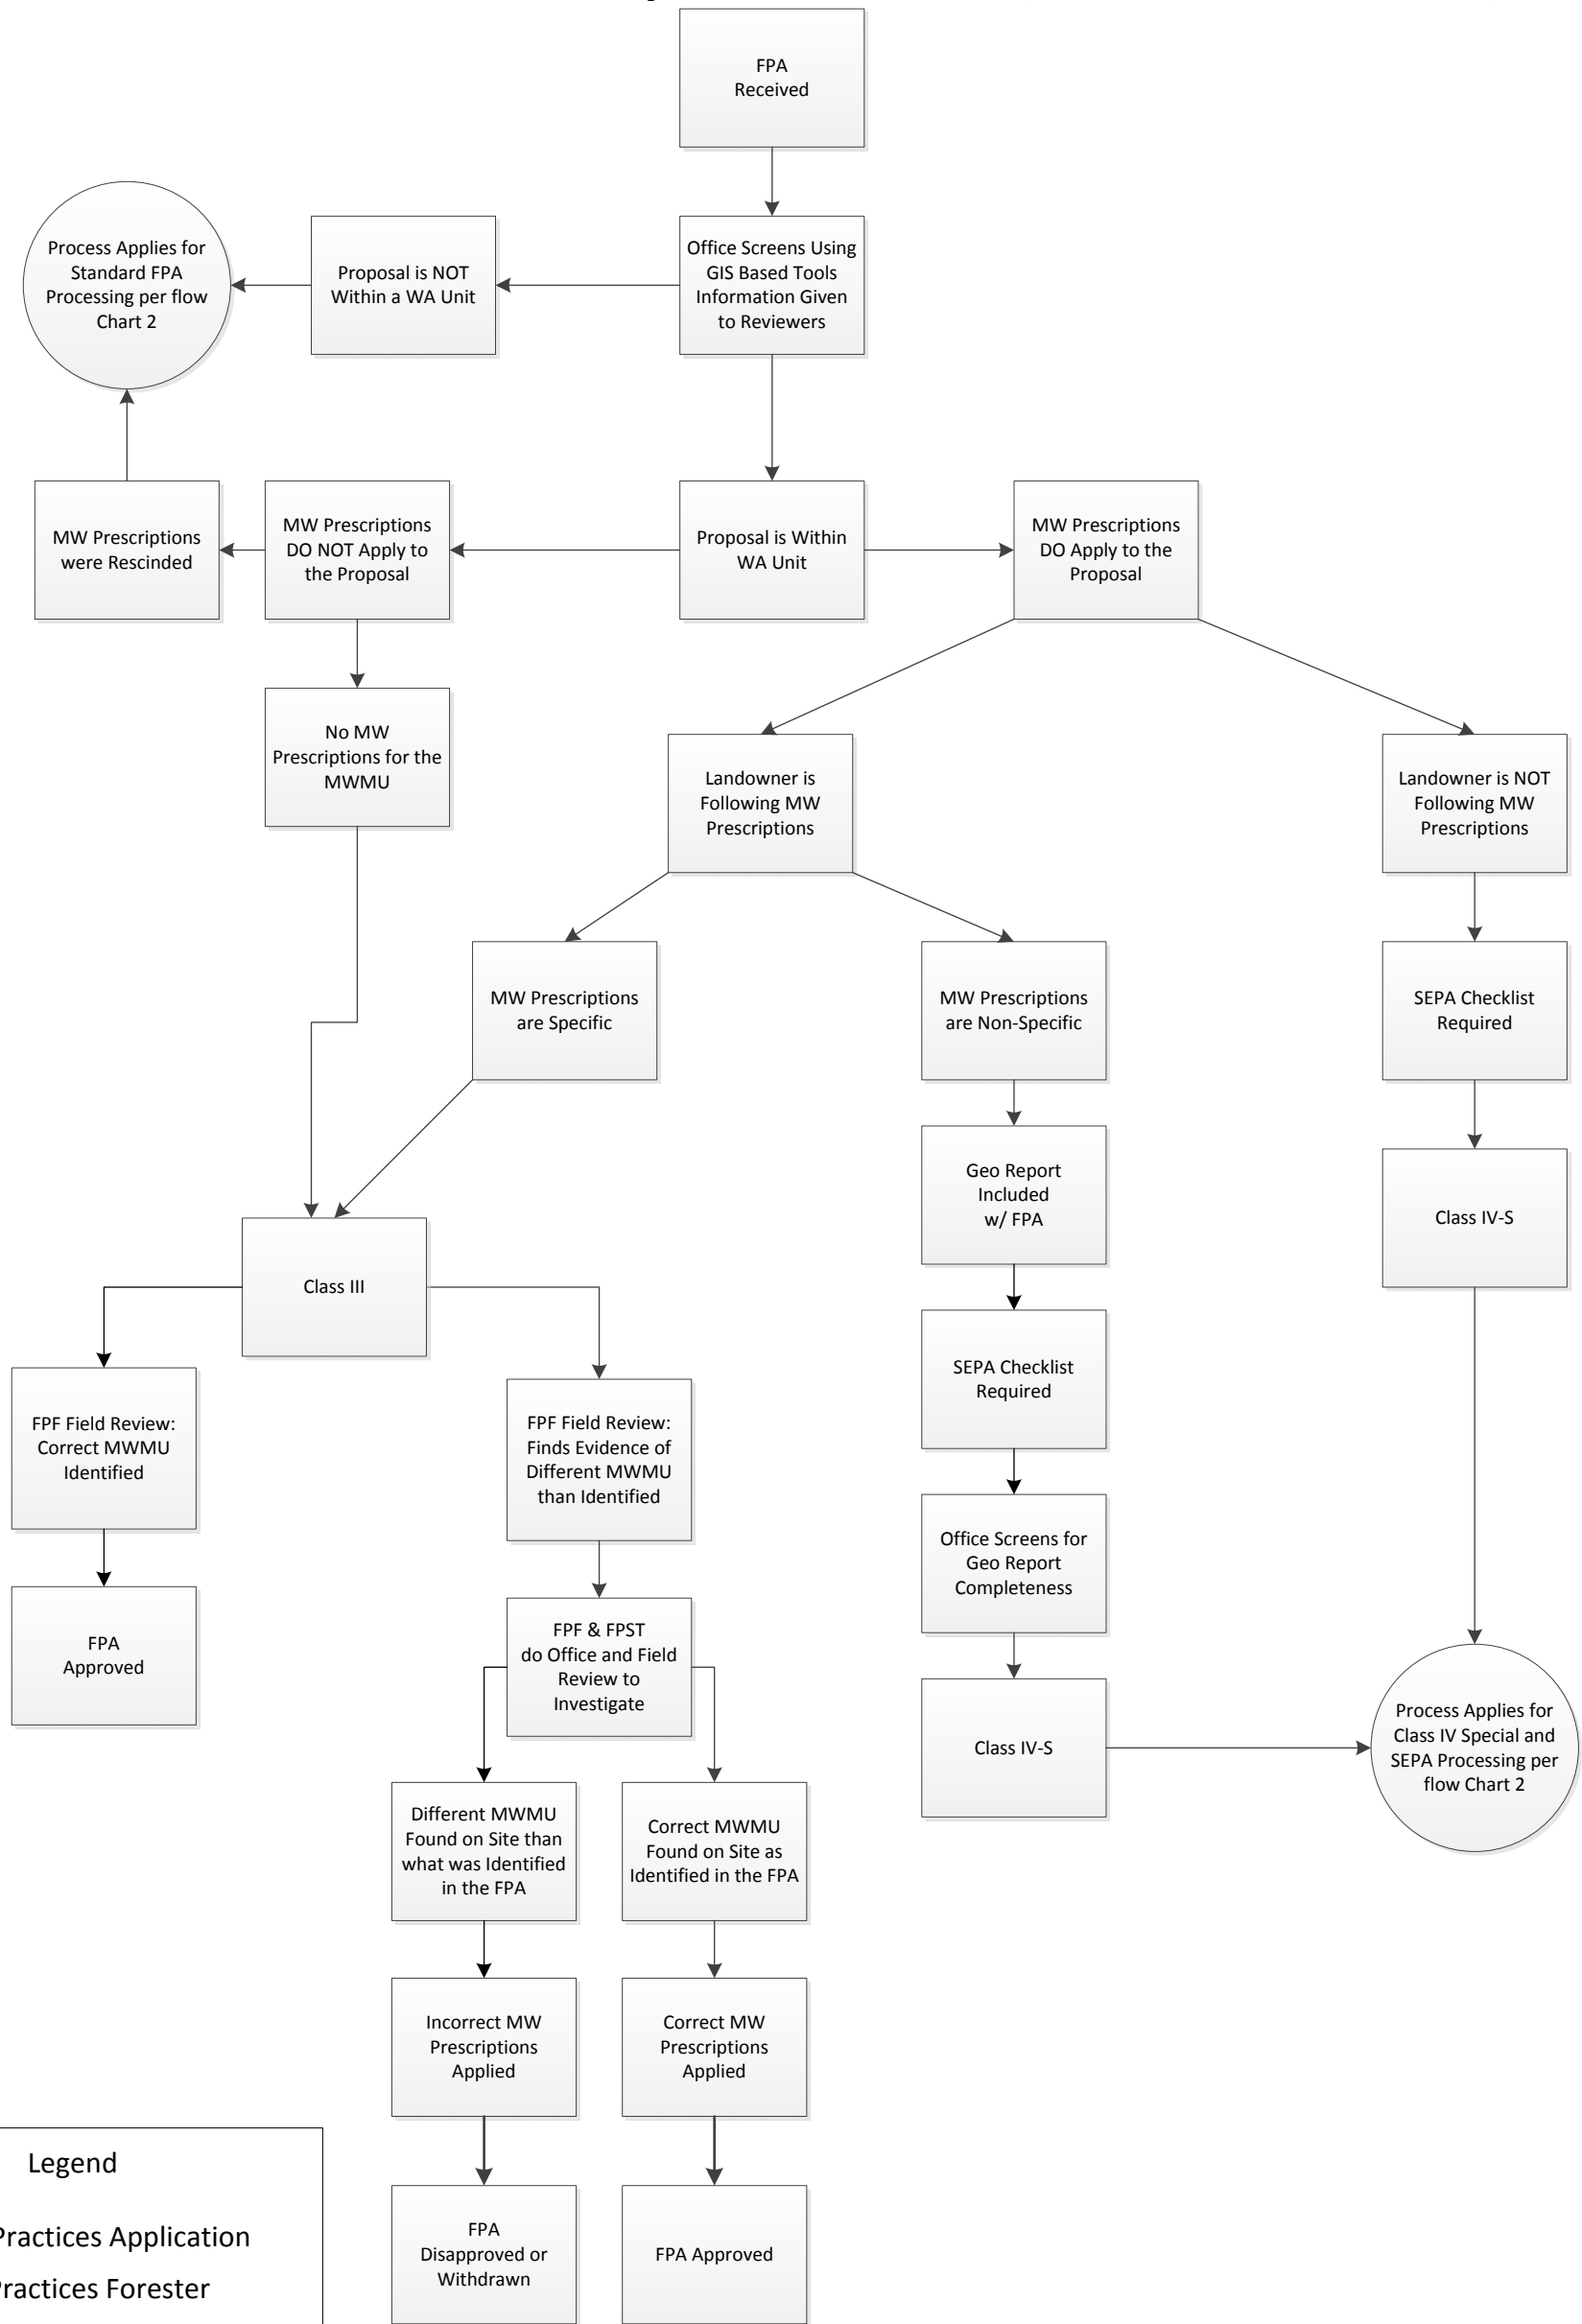 FPA
Received
Process Applies for
Standard FPA
Processing per flow
Chart 2
Proposal is NOT
Within a WA Unit
Office Screens Using
GIS Based Tools
Information Given
to Reviewers
MW Prescriptions
were Rescinded
MW Prescriptions
DO NOT Apply to
the Proposal
Proposal is Within
WA Unit
MW Prescriptions
DO Apply to the
Proposal
No MW
Prescriptions for the
MWMU
Landowner is
Following MW
Prescriptions
Landowner is NOT
Following MW
Prescriptions
MW Prescriptions
are Specific
MW Prescriptions
are Non-Specific
SEPA Checklist
Required
Geo Report
Included
w/ FPA
Class IV-S
Class III
SEPA Checklist
Required
FPF Field Review:
Correct MWMU
Identified
FPF Field Review:
Finds Evidence of
Different MWMU
than Identified
Office Screens for
Geo Report
Completeness
FPA
Approved
FPF & FPST
do Office and Field
Review to
Investigate
Class IV-S
Process Applies for
Class IV Special and
SEPA Processing per
flow Chart 2
Different MWMU
Found on Site than
what was Identified
in the FPA
Correct MWMU
Found on Site as
Identified in the FPA
Incorrect MW
Prescriptions
Applied
Correct MW
Prescriptions
Applied
FPA
Disapproved or
Withdrawn
FPA Approved
Legend
Practices Application
Practices Forester